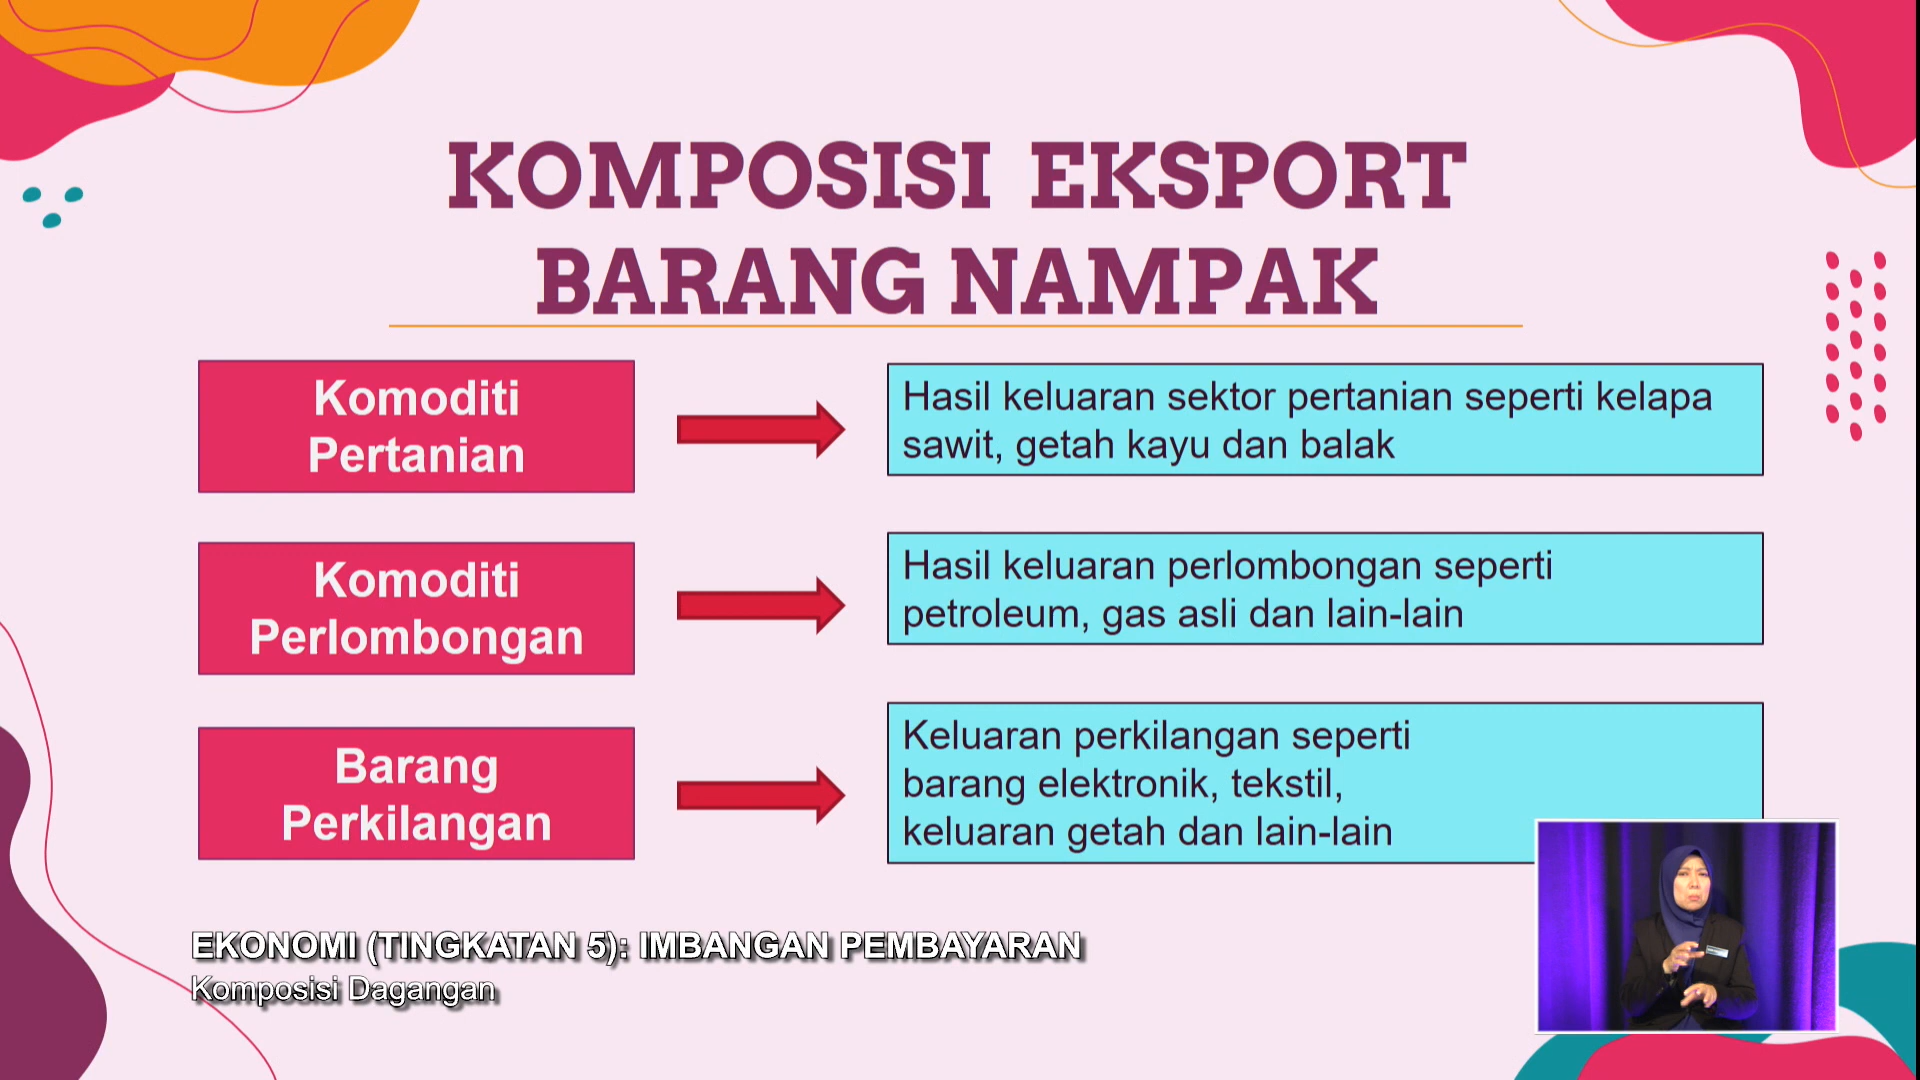 KOMPOSISI EKSPORT
BARANG NAMPAK
Komoditi
Pertanian
Hasil keluaran sektor pertanian seperti kelapa
sawit, getah kayu dan balak
Komoditi
Perlombongan
Hasil keluaran perlombongan seperti
petroleum, gas asli dan lain-lain
Barang
Perkilangan
Keluaran perkilangan seperti
barang elektronik, tekstil,
keluaran getah dan lain-lain
EKONOMI (TINGKATAN 5): IMBANGAN PEMBAYARAN
Komposisi Dagangan